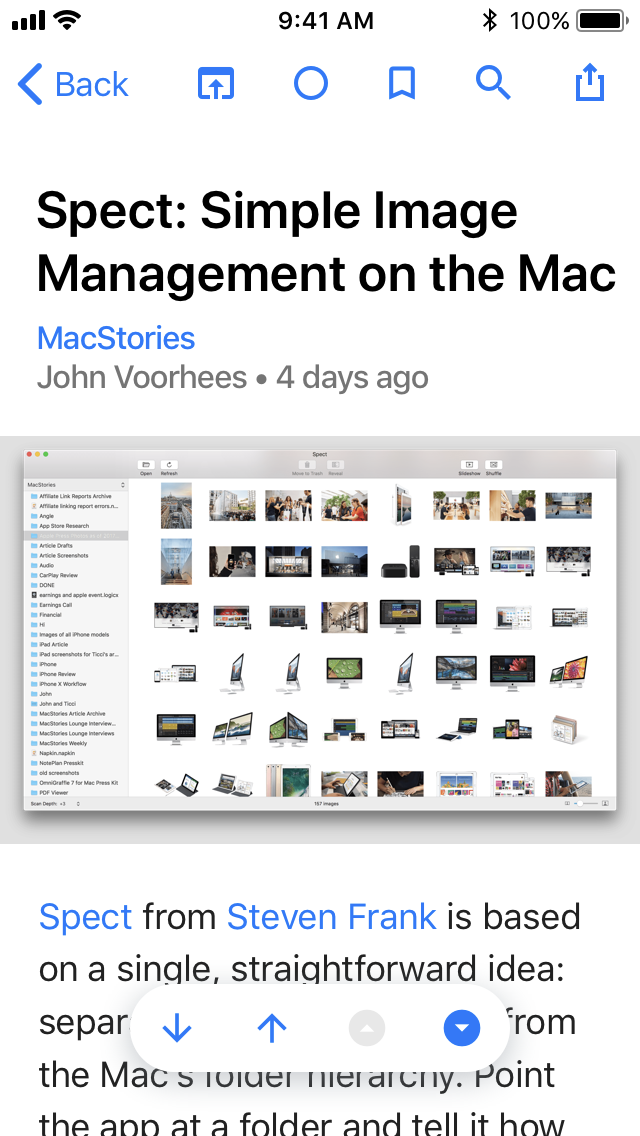 9:41 AM
100%
Back
Spect: Simple Image
Management on the Mac
MacStories
John Voorhees • 4 days ago
Spect
Open
Refresh
Move to Trash
Reveal
Slideshow
Shuffle
MacStories
Affiliate Link Reports Archive
Affiliate linking report errors.n...
Angie
App Store Research
Article Drafts
Article Screenshots
Audio
CarPlay Review
DONE
earnings and apple event.logicx
Earnings Call
Financial
Hi
Images of all iPhone models
iPad Article
iPad screenshots for Ticci's ar...
iPhone
iPhone Review
iPhone X Workflow
John
John and Ticci
MacStories Article Archive
MacStories Lounge Interview...
MacStories Lounge Interviews
MacStories Weekly
Napkin.napkin
NotePlan Presskit
old screenshots
OmniGraffle 7 for Mac Press Kit
PDF Viewer
Scan Depth: +3
157 images
Spect from Steven Frank is based
on a single, straightforward idea:
separ from
the Mac's folder hierarchy. Point
the app at a folder and tell it how